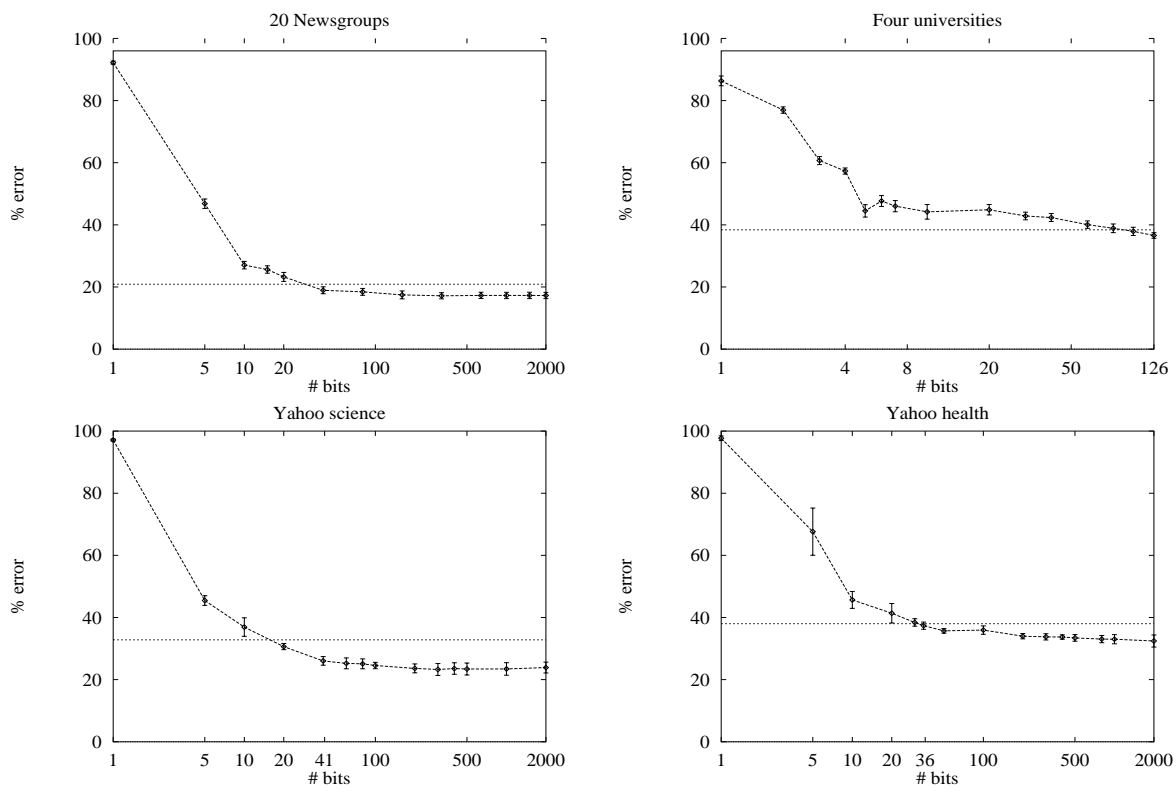 20 Newsgroups
100
80
60
40
20
0
% error
1 5 10 20 100 500 2000
# bits
Four universities
100
80
60
40
20
0
% error
1 4 8 20 50 126
# bits
Yahoo science
100
80
60
40
20
0
% error
1 5 10 20 41 100 500 2000
# bits
Yahoo health
100
80
60
40
20
0
% error
1 5 10 20 36 100 500 2000
# bits